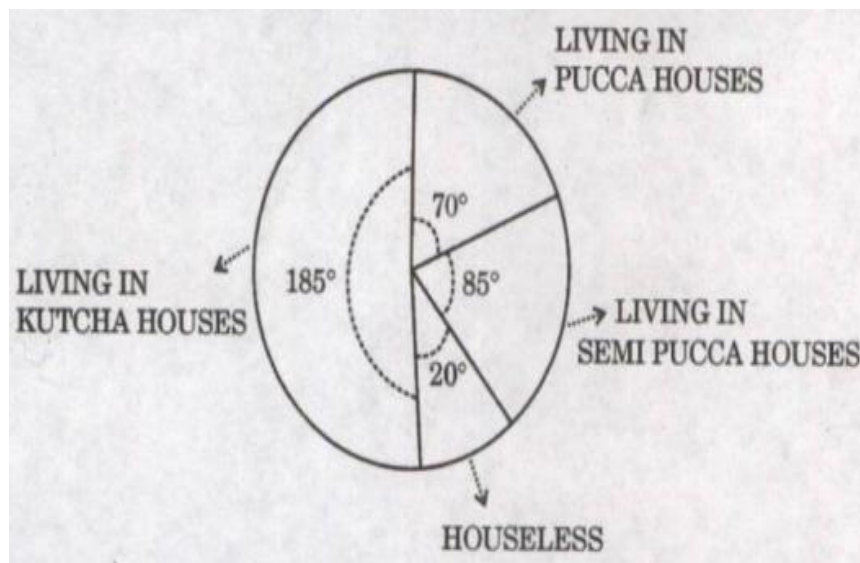 LIVING IN
PUCCA HOUSES
70°
185°
85°
LIVING IN
KUTCHA HOUSES
LIVING IN
SEMI PUCCA HOUSES
20°
HOUSELESS